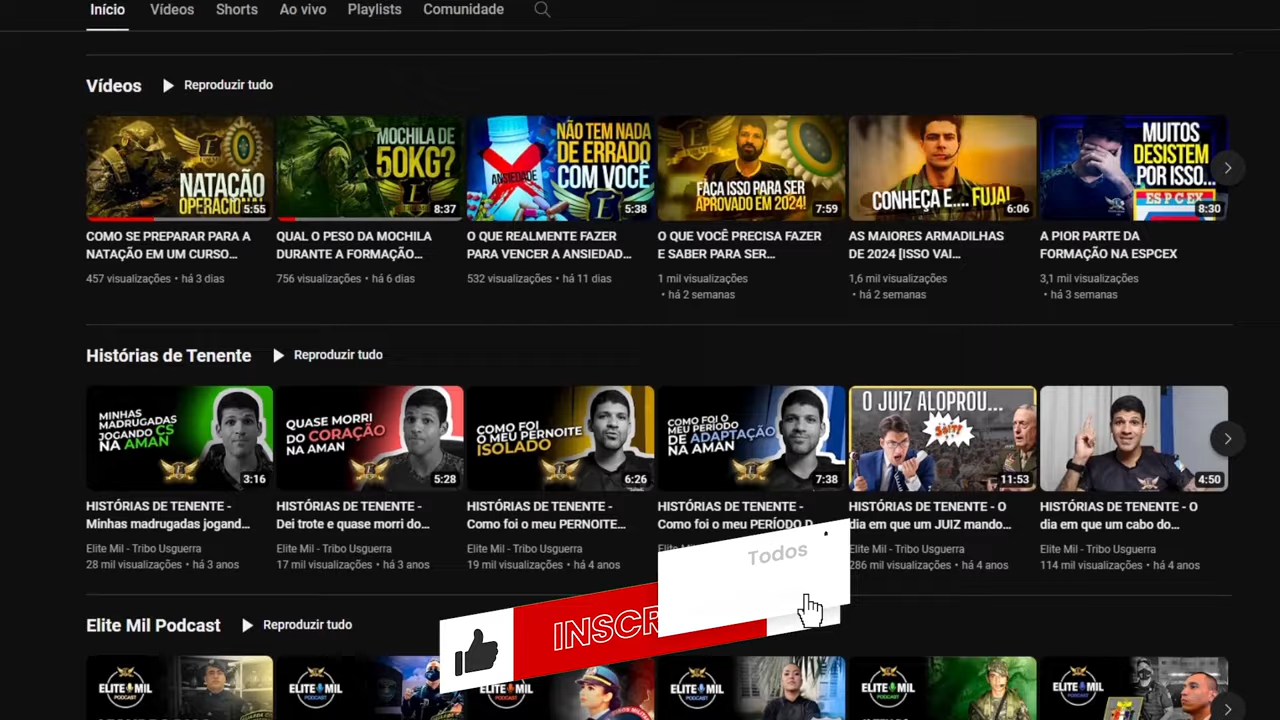 Início Vídeos Shorts Ao vivo Playlists Comunidade
Vídeos Reproduzir tudo
NATAÇÃO
5:55
MOCHILA DE
50KG?
8:37
NÃO TEM NADA
DE ERRADO
COM VOCÊ
ANSIEDADE
5:38
FAÇA ISSO PARA SER
APROVADO EM 2024!
7:59
CONHEÇA E.... FUJA!
6:06
MUITOS
DESISTEM
POR ISSO...
ESPCEX
8:30
COMO SE PREPARAR PARA A
NATAÇÃO EM UM CURSO...
457 visualizações • há 3 dias
QUAL O PESO DA MOCHILA
DURANTE A FORMAÇÃO...
756 visualizações • há 6 dias
O QUE REALMENTE FAZER
PARA VENCER A ANSIEDAD...
532 visualizações • há 11 dias
O QUE VOCÊ PRECISA FAZER
E SABER PARA SER...
1 mil visualizações
• há 2 semanas
AS MAIORES ARMADILHAS
DE 2024 [ISSO VAI...
1,6 mil visualizações
• há 2 semanas
A PIOR PARTE DA
FORMAÇÃO NA ESPCEX
3,1 mil visualizações
• há 3 semanas
Histórias de Tenente Reproduzir tudo
MINHAS
MADRUGADAS
JOGANDO CS
NA AMAN
3:16
QUASE MORRI
DO CORAÇÃO
NA AMAN
5:28
COMO FOI
O MEU PERNOITE
ISOLADO
6:26
COMO FOI O
MEU PERÍODO
DE ADAPTAÇÃO
NA AMAN
7:38
O JUIZ ALOPROU...
11:53
4:50
HISTÓRIAS DE TENENTE -
Minhas madrugadas jogand...
Elite Mil - Tribo Usguerra
28 mil visualizações • há 3 anos
HISTÓRIAS DE TENENTE -
Dei trote e quase morri do...
Elite Mil - Tribo Usguerra
17 mil visualizações • há 3 anos
HISTÓRIAS DE TENENTE -
Como foi o meu PERNOITE...
Elite Mil - Tribo Usguerra
19 mil visualizações • há 4 anos
HISTÓRIAS DE TENENTE -
Como foi o meu PERÍODO D
HISTÓRIAS DE TENENTE - O
dia em que um JUIZ mando...
Elite Mil - Tribo Usguerra
286 mil visualizações • há 4 anos
HISTÓRIAS DE TENENTE - O
dia em que um cabo do...
Elite Mil - Tribo Usguerra
114 mil visualizações • há 4 anos
Todos
INSCR
Elite Mil Podcast Reproduzir tudo
ELITE MIL
PODCAST
ELITE MIL
PODCAST
ELITE MIL
PODCAST
ELITE MIL
PODCAST
ELITE MIL
PODCAST
ELITE MIL
PODCAST